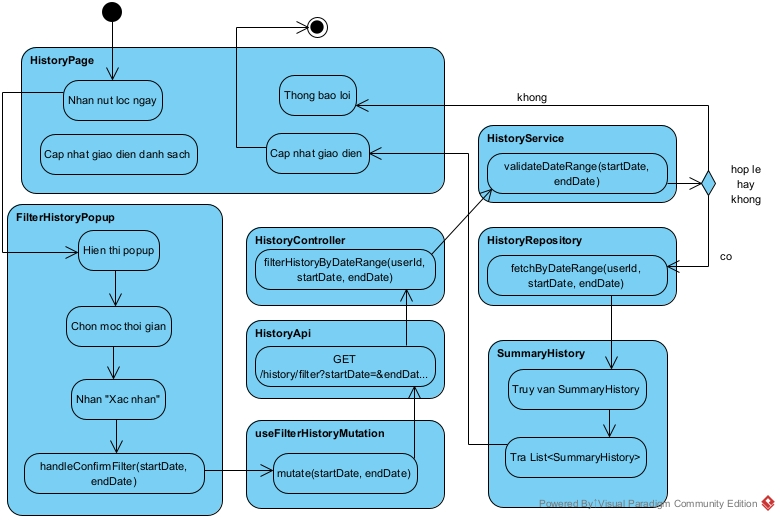 HistoryPage
Nhan nut loc ngay
Thong bao loi
Cap nhat giao dien danh sach
Cap nhat giao dien
khong
HistoryService
validateDateRange(startDate,
endDate)
hop le
hay
khong
FilterHistoryPopup
Hien thi popup
Chon moc thoi gian
Nhan "Xac nhan"
handleConfirmFilter(startDate,
endDate)
HistoryController
filterHistoryByDateRange(userId,
startDate, endDate)
HistoryRepository
fetchByDateRange(userId,
startDate, endDate)
co
HistoryApi
GET
/history/filter?startDate=&endDat...
SummaryHistory
Truy van SummaryHistory
Tra List<SummaryHistory>
useFilterHistoryMutation
mutate(startDate, endDate)
Powered By Visual Paradigm Community Edition